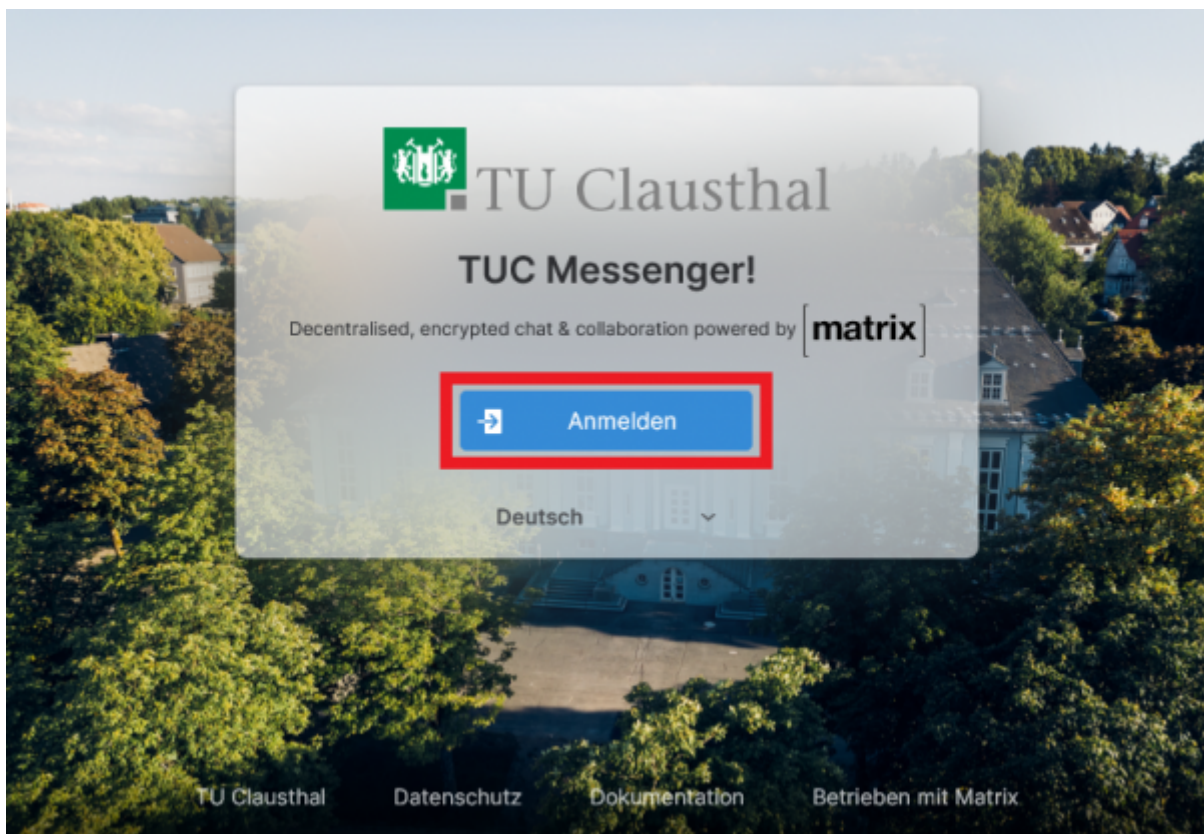 TU Clausthal
TUC Messenger!
Decentralised, encrypted chat & collaboration powered by [matrix]
Anmelden
Deutsch
TU Clausthal Datenschutz Dokumentation Betrieben mit Matrix